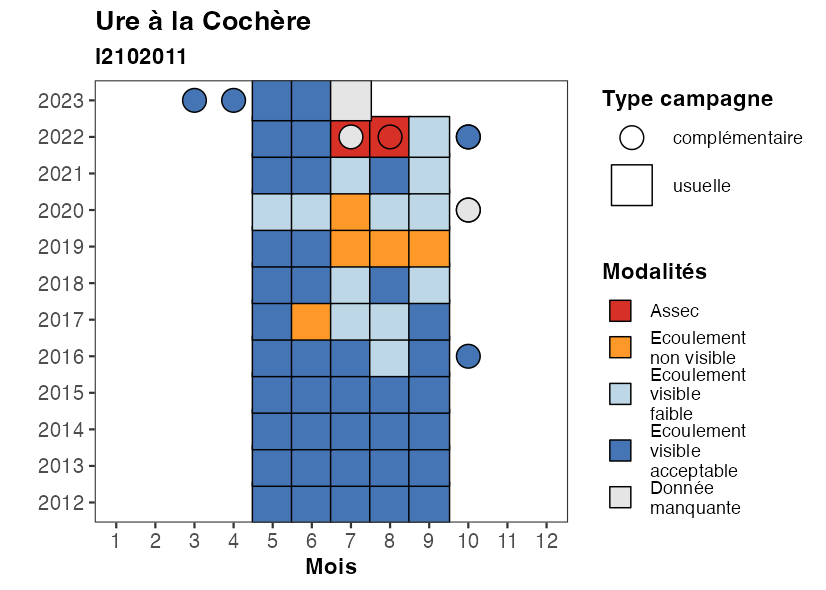 Ure à la Cochère
I2102011
2023
2022
2021
2020
2019
2018
2017
2016
2015
2014
2013
2012
1 2 3 4 5 6 7 8 9 10 11 12
Mois
Type campagne
complémentaire
usuelle
Modalités
Assec
Ecoulement
non visible
Ecoulement
visible
faible
Ecoulement
visible
acceptable
Donnée
manquante